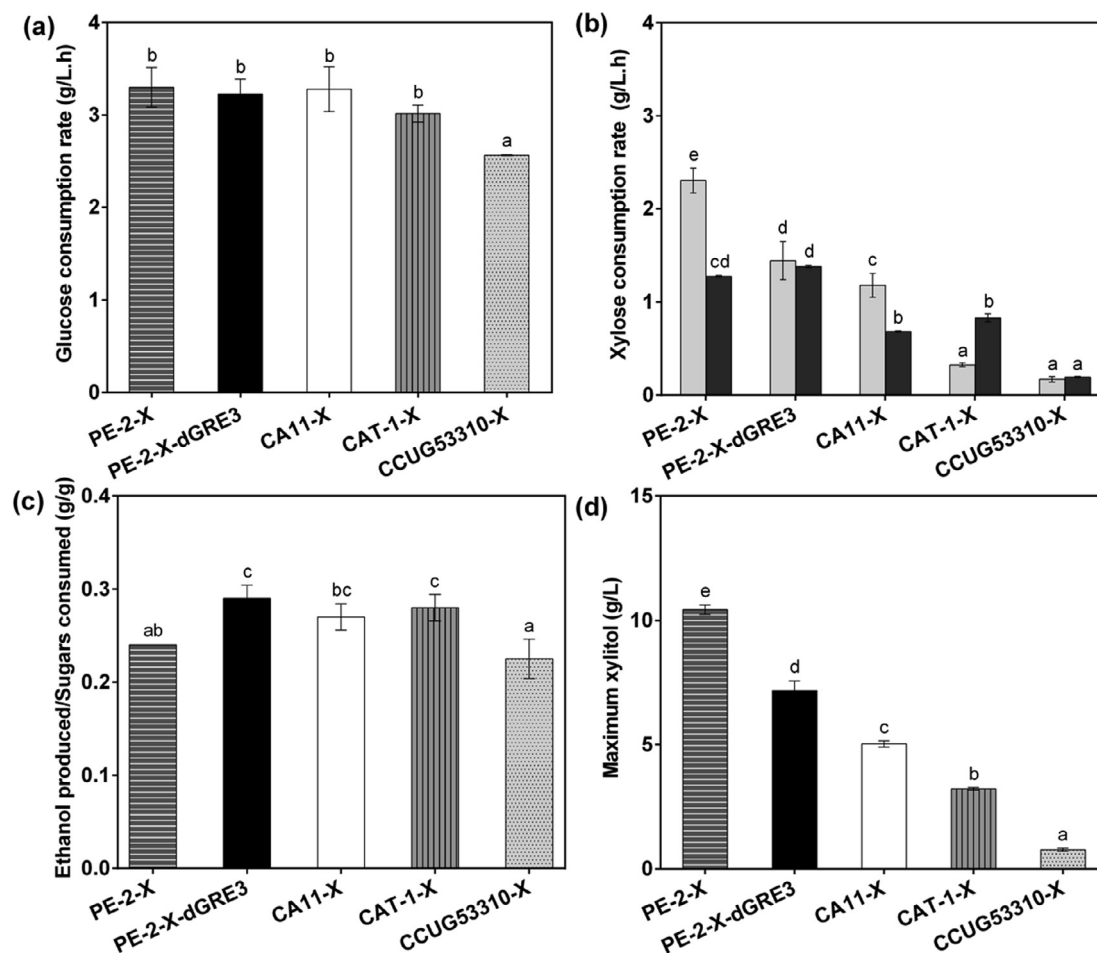 (a)
Glucose consumption rate (g/L.h)
4
3
2
1
0
b
b
b
b
a
PE-2-X
PE-2-X-dGRE3
CA11-X
CAT-1-X
CCUG53310-X
(b)
Xylose consumption rate (g/L.h)
4
3
2
1
0
e
cd
d
d
c
b
a
b
a
a
PE-2-X
PE-2-X-dGRE3
CA11-X
CAT-1-X
CCUG53310-X
(c)
Ethanol produced/Sugars consumed (g/g)
0.4
0.3
0.2
0.1
0.0
ab
c
bc
c
a
PE-2-X
PE-2-X-dGRE3
CA11-X
CAT-1-X
CCUG53310-X
(d)
Maximum xylitol (g/L)
15
10
5
0
e
d
c
b
a
PE-2-X
PE-2-X-dGRE3
CA11-X
CAT-1-X
CCUG53310-X